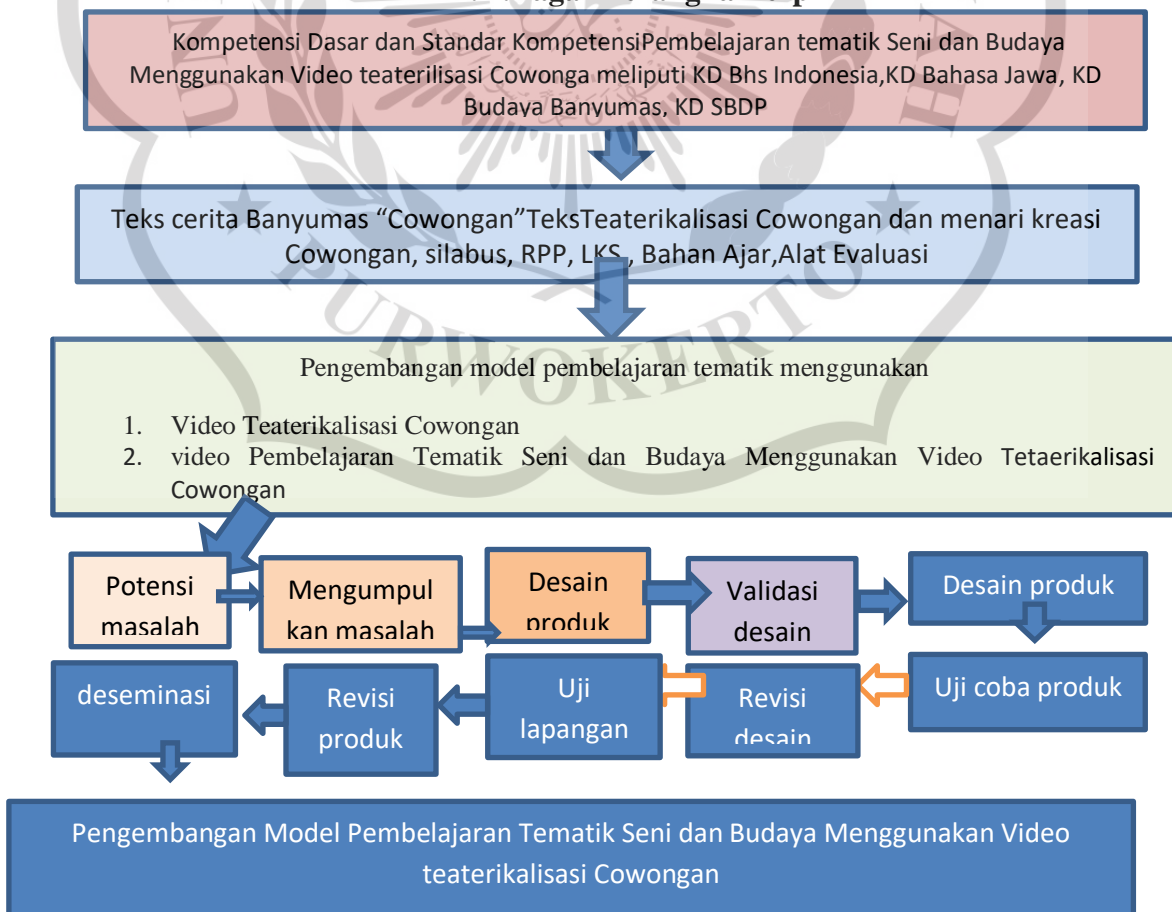 Kompetensi Dasar dan Standar KompetensiPembelajaran tematik Seni dan Budaya
Menggunakan Video teaterilisasi Cowonga meliputi KD Bhs Indonesia,KD Bahasa Jawa, KD
Budaya Banyumas, KD SBDP
Teks cerita Banyumas “Cowongan”TeksTeaterikalisasi Cowongan dan menari kreasi
Cowongan, silabus, RPP, LKS , Bahan Ajar,Alat Evaluasi
PURWOKERTO
Pengembangan model pembelajaran tematik menggunakan
1. Video Teaterikalisasi Cowongan
2. video Pembelajaran Tematik Seni dan Budaya Menggunakan Video Tetaerikalisasi
Cowongan
Potensi
masalah
Mengumpul
kan masalah
Desain
produk
Validasi
desain
Desain produk
Uji coba produk
Revisi
desain
Uji
lapangan
Revisi
produk
deseminasi
Pengembangan Model Pembelajaran Tematik Seni dan Budaya Menggunakan Video
teaterikalisasi Cowongan